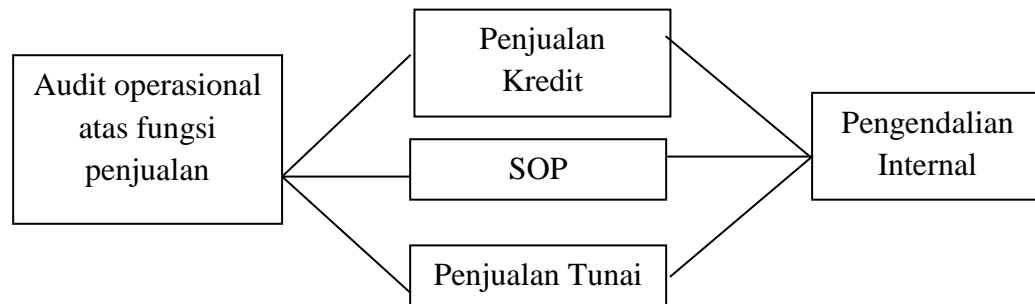 Audit operasional
atas fungsi
penjualan
Penjualan
Kredit
SOP
Penjualan Tunai
Pengendalian
Internal